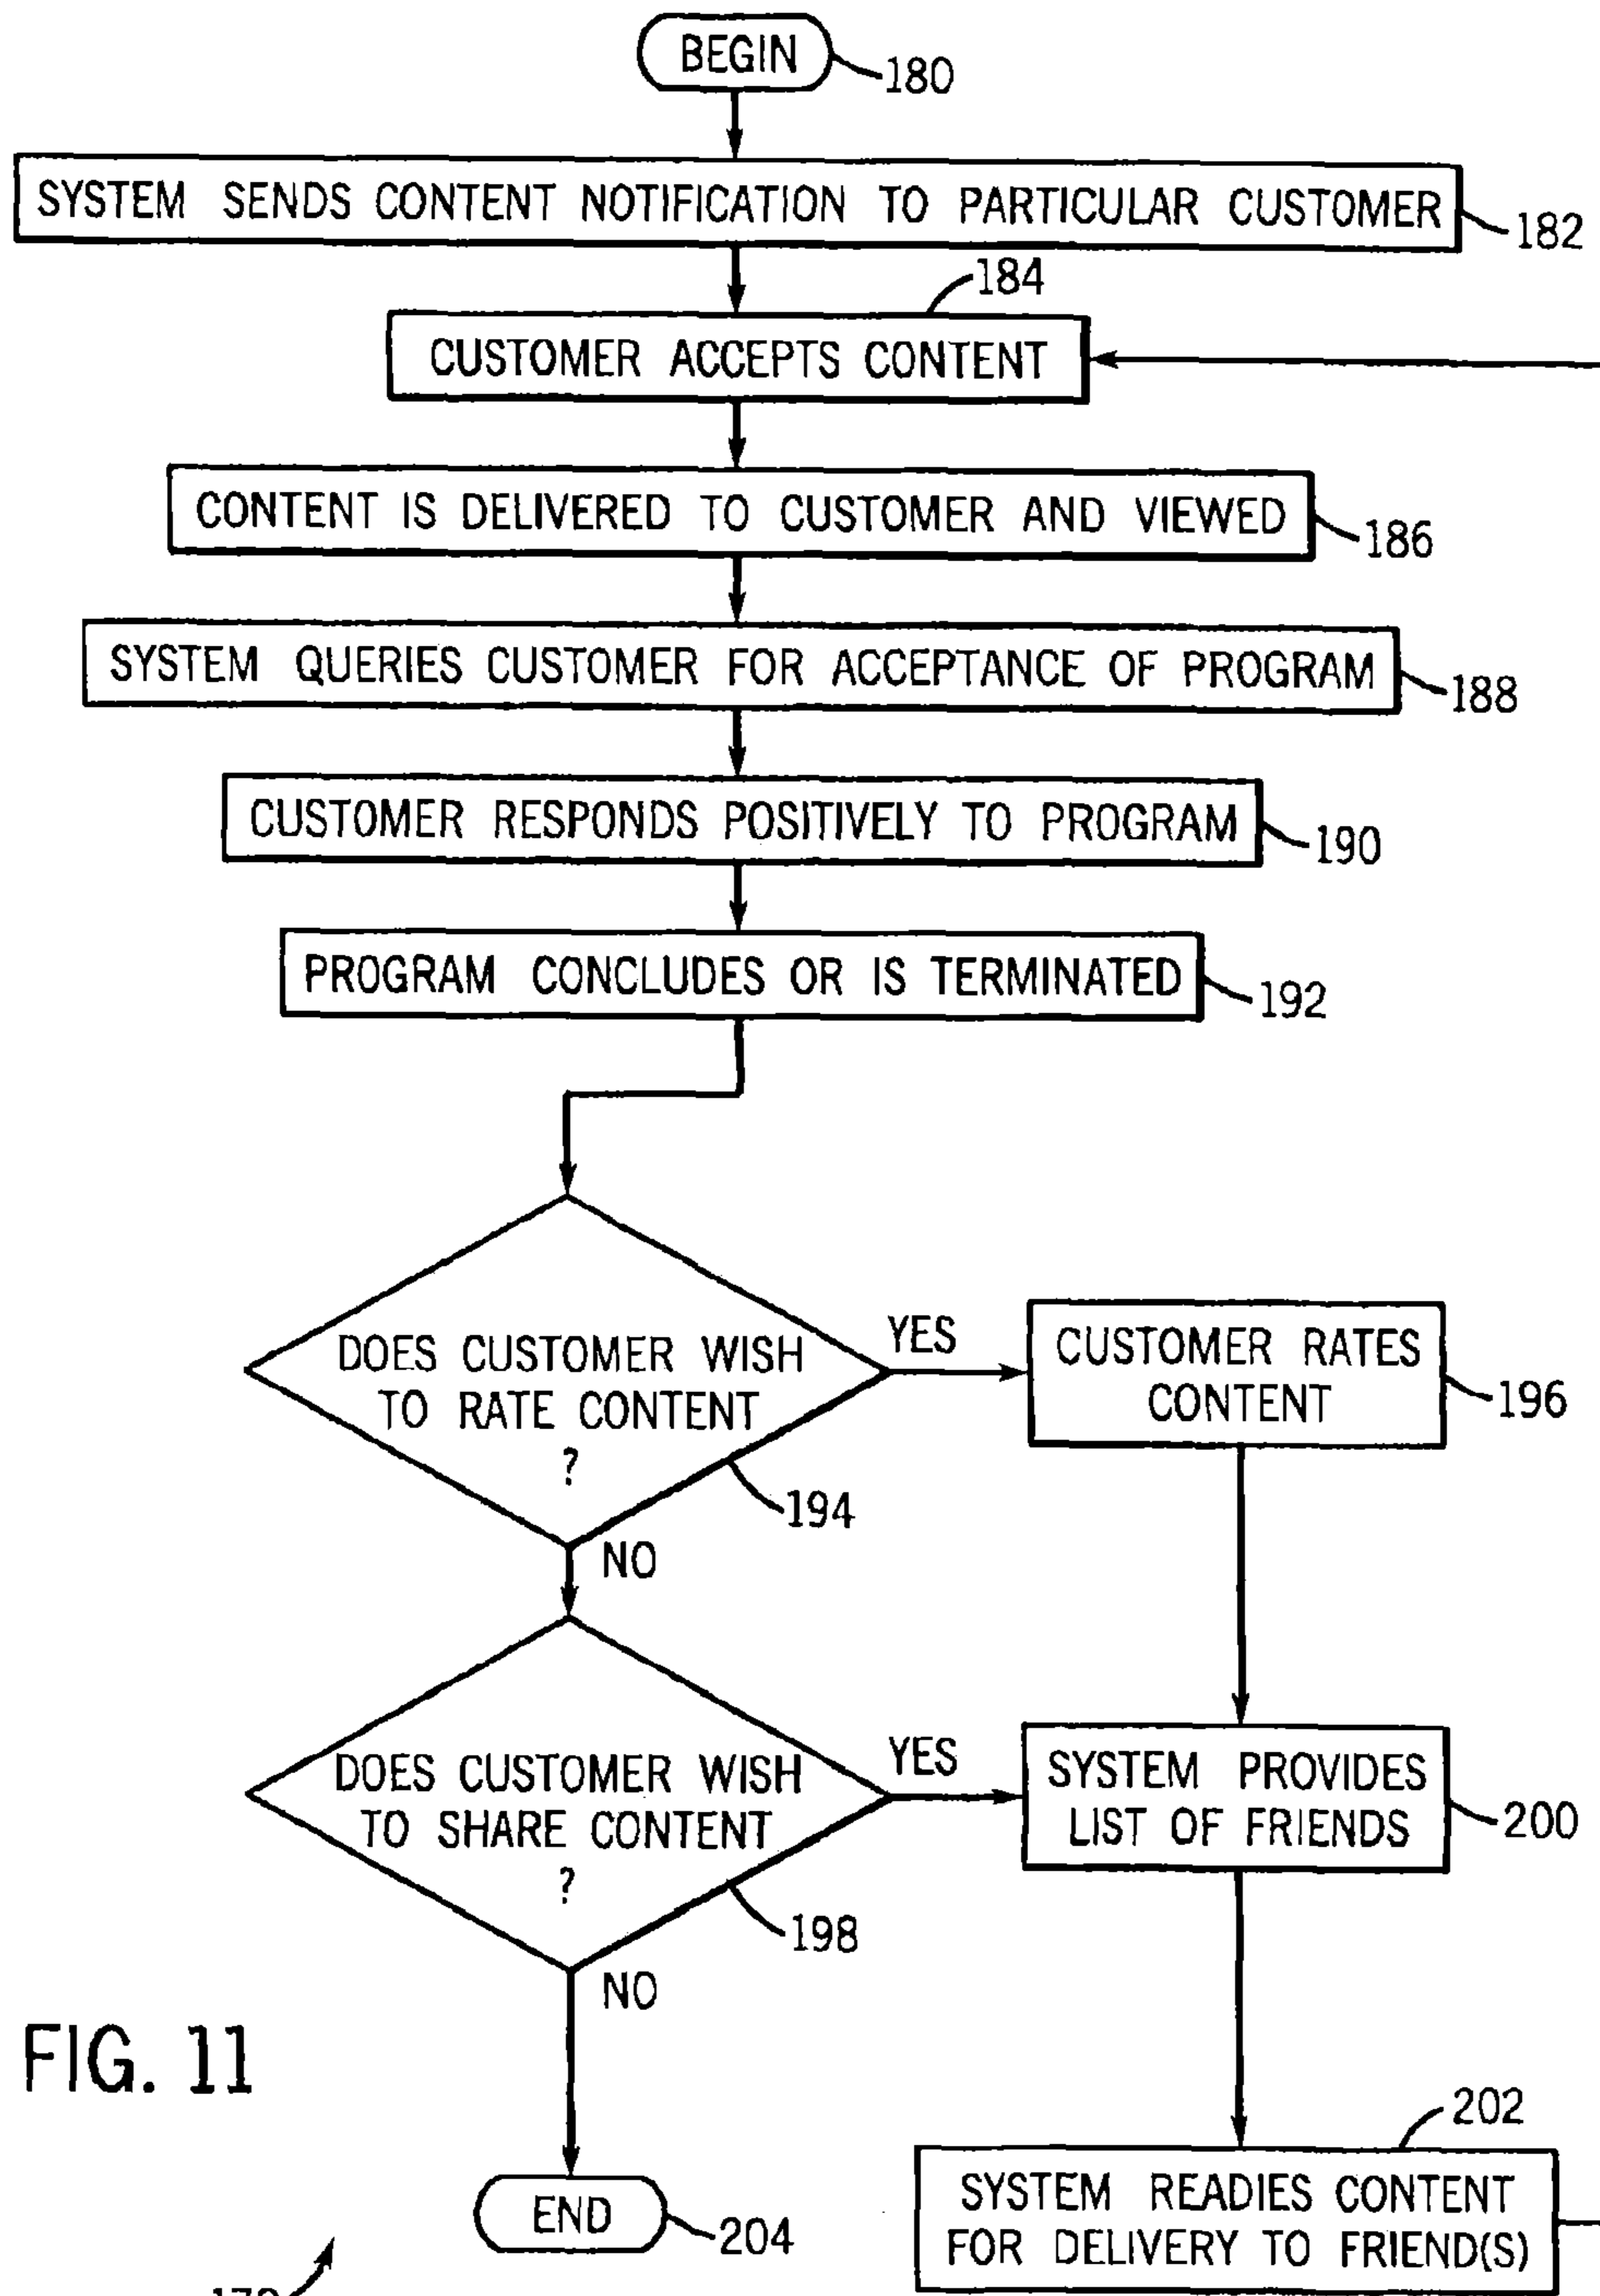 BEGIN
180
SYSTEM SENDS CONTENT NOTIFICATION TO PARTICULAR CUSTOMER
182
184
CUSTOMER ACCEPTS CONTENT
CONTENT IS DELIVERED TO CUSTOMER AND VIEWED
186
SYSTEM QUERIES CUSTOMER FOR ACCEPTANCE OF PROGRAM
188
CUSTOMER RESPONDS POSITIVELY TO PROGRAM
190
PROGRAM CONCLUDES OR IS TERMINATED
192
DOES CUSTOMER WISH
TO RATE CONTENT
?
194
YES
NO
CUSTOMER RATES
CONTENT
196
DOES CUSTOMER WISH
TO SHARE CONTENT
?
198
YES
NO
SYSTEM PROVIDES
LIST OF FRIENDS
200
FIG. 11
202
SYSTEM READIES CONTENT
FOR DELIVERY TO FRIEND(S)
END
204